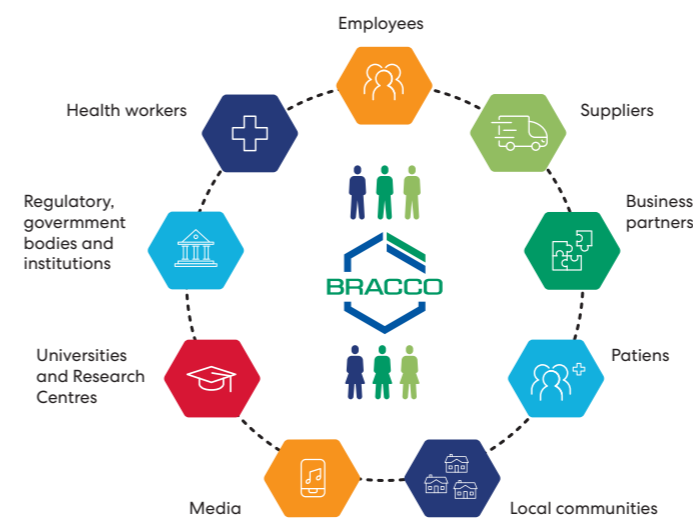 Employees
Health workers
Suppliers
Regulatory,
government
bodies and
institutions
Business
partners
BRACCO
Universities
and Research
Centres
Patiens
Media
Local communities